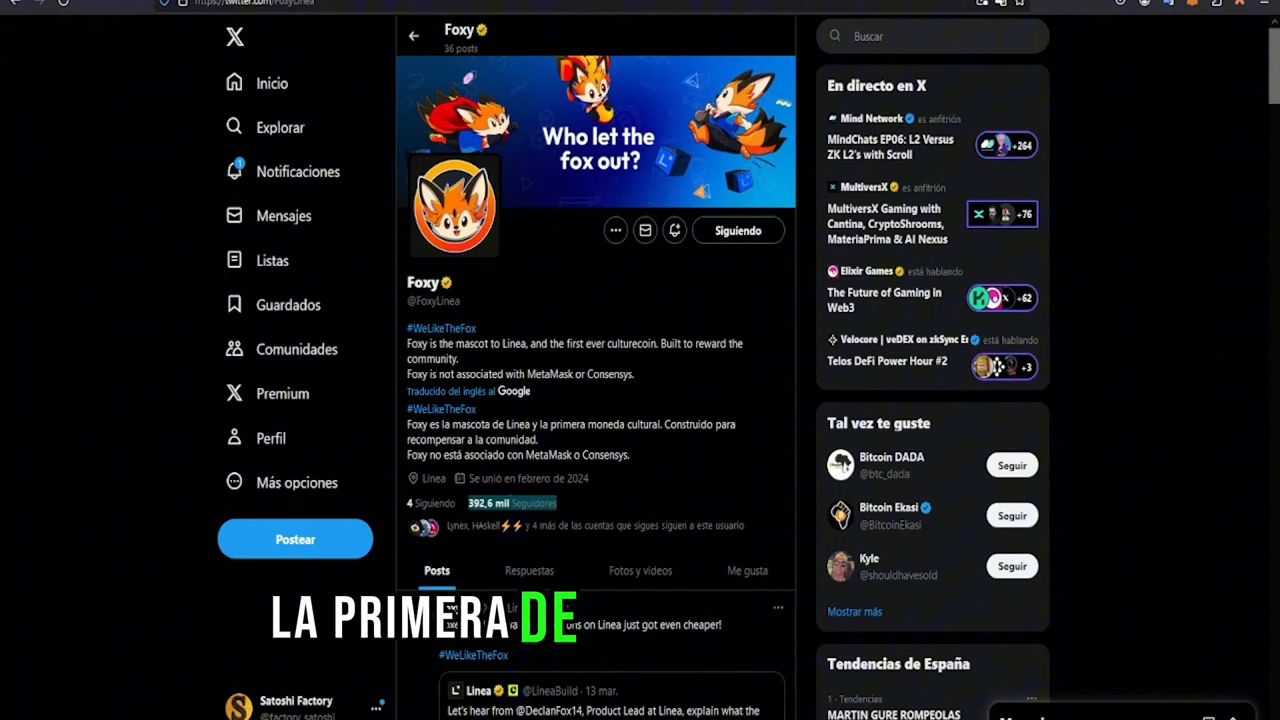 https://twitter.com/FoxyLinea
Inicio
Explorar
1
Notificaciones
Mensajes
Listas
Guardados
Comunidades
Premium
Perfil
Más opciones
Postear
Satoshi Factory
@factory_satoshi
Foxy
36 posts
Who let the
fox out?
Siguiendo
Foxy
@FoxyLinea
#WeLikeTheFox
Foxy is the mascot to Linea, and the first ever culturecoin. Built to reward the
community.
Foxy is not associated with MetaMask or Consensys.
Traducido del inglés al Google
#WeLikeTheFox
Foxy es la mascota de Linea y la primera moneda cultural. Construido para
recompensar a la comunidad.
Foxy no está asociado con MetaMask o Consensys.
Linea Se unió en febrero de 2024
4 Siguiendo 392,6 mil Seguidores
Lynex, HAskell⚡⚡ y 4 más de las cuentas que sigues siguen a este usuario
Posts Respuestas Fotos y videos Me gusta
LA PRIMERA DE
on Linea just got even cheaper!
#WeLikeTheFox
Linea @LineaBuild · 13 mar.
Let's hear from @DeclanFox14, Product Lead at Linea, explain what the
Buscar
En directo en X
Mind Network es anfitrión
MindChats EP06: L2 Versus
ZK L2's with Scroll
+264
MultiversX es anfitrión
MultiversX Gaming with
Cantina, CryptoShrooms,
MateriaPrima & AI Nexus
+76
Elixir Games está hablando
The Future of Gaming in
Web3
+62
Velocore | veDEX on zkSync Er está hablando
Telos DeFi Power Hour #2
+3
Tal vez te guste
Bitcoin DADA
@btc_dada
Seguir
Bitcoin Ekasi
@BitcoinEkasi
Seguir
Kyle
@shouldhavesold
Seguir
Mostrar más
Tendencias de España
1 · Tendencias
MARTIN GURE ROMPEOLAS